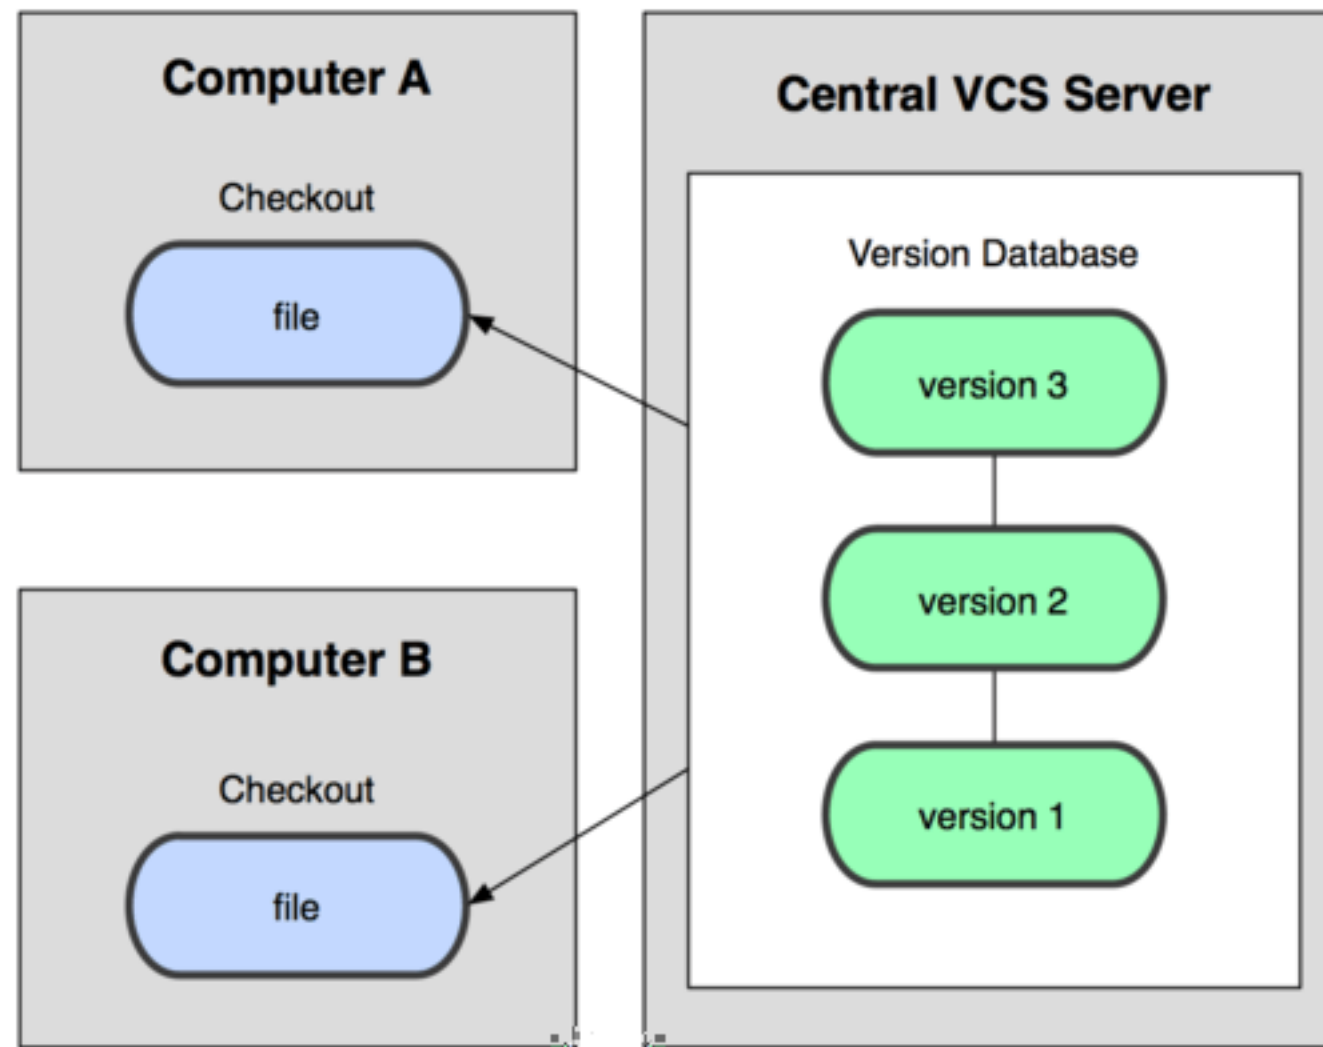 Computer A
Checkout
file
Computer B
Checkout
file
Central VCS Server
Version Database
version 3
version 2
version 1